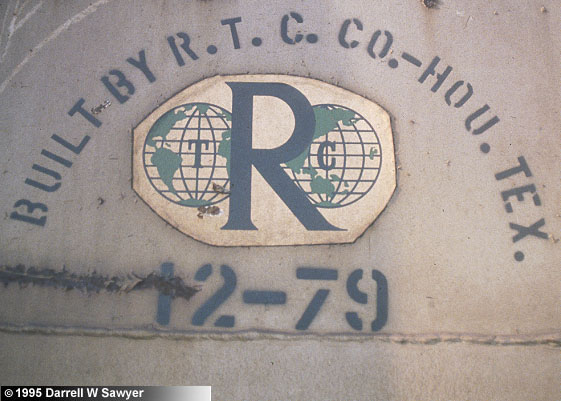 BUILT BY R.T.C. CO.-HOU. TEX.
T R C
12-79
© 1995 Darrell W Sawyer